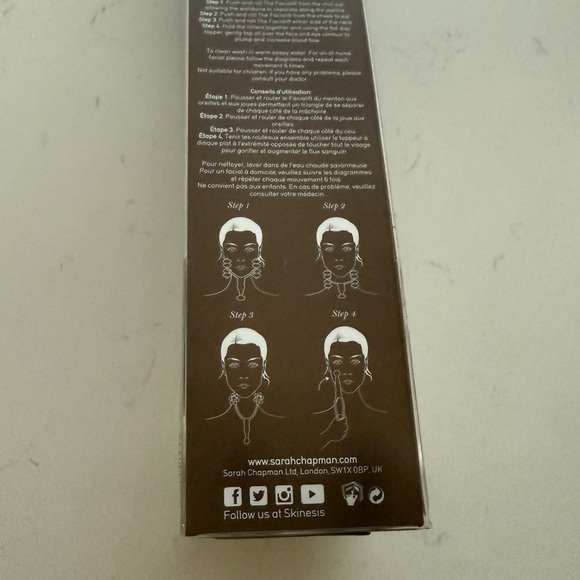 Step 1. Push and roll The Facialift from the chin out
allowing the wishbone to separate along the jawline
Step 2. Push and roll The Facialift from the cheek to ear
Step 3. Push and roll The Facialift either side of the neck
Step 4. Hold the rollers together and using the flat disc
tapper, gently tap all over the face and eye contour to
plump and increase blood flow.
To clean wash in warm soapy water. For an at home
facial please follow the diagrams and repeat each
movement 6 times.
Not suitable for children. If you have any problems, please
consult your doctor.
Conseils d'utilisation:
Étape 1. Pousser et rouler le Facialift du menton aux
oreilles et aux joues permettant un triangle de se séparer
de chaque côté de la mâchoire
Étape 2. Pousser et rouler de chaque côté de la joue aux
oreilles.
Étape 3. Pousser et rouler de chaque côté du cou
Étape 4. Tenir les rouleaux ensemble utiliser le tappeur à
disque plat à l'extrémité opposés de toucher tout le visage
pour gonfler et augmenter le flux sanguin
Pour nettoyer, laver dans de l'eau chaude savonneuse
Pour un facial à domicile, veuillez suivre les diagrammes
et répéter chaque mouvement 6 fois.
Ne convient pas aux enfants. En cas de problème, veuillez
consulter votre médecin.
Step 1 Step 2
Step 3 Step 4
www.sarahchapman.com
Sarah Chapman Ltd, London, SW1X 0BP, UK
Follow us at Skinesis